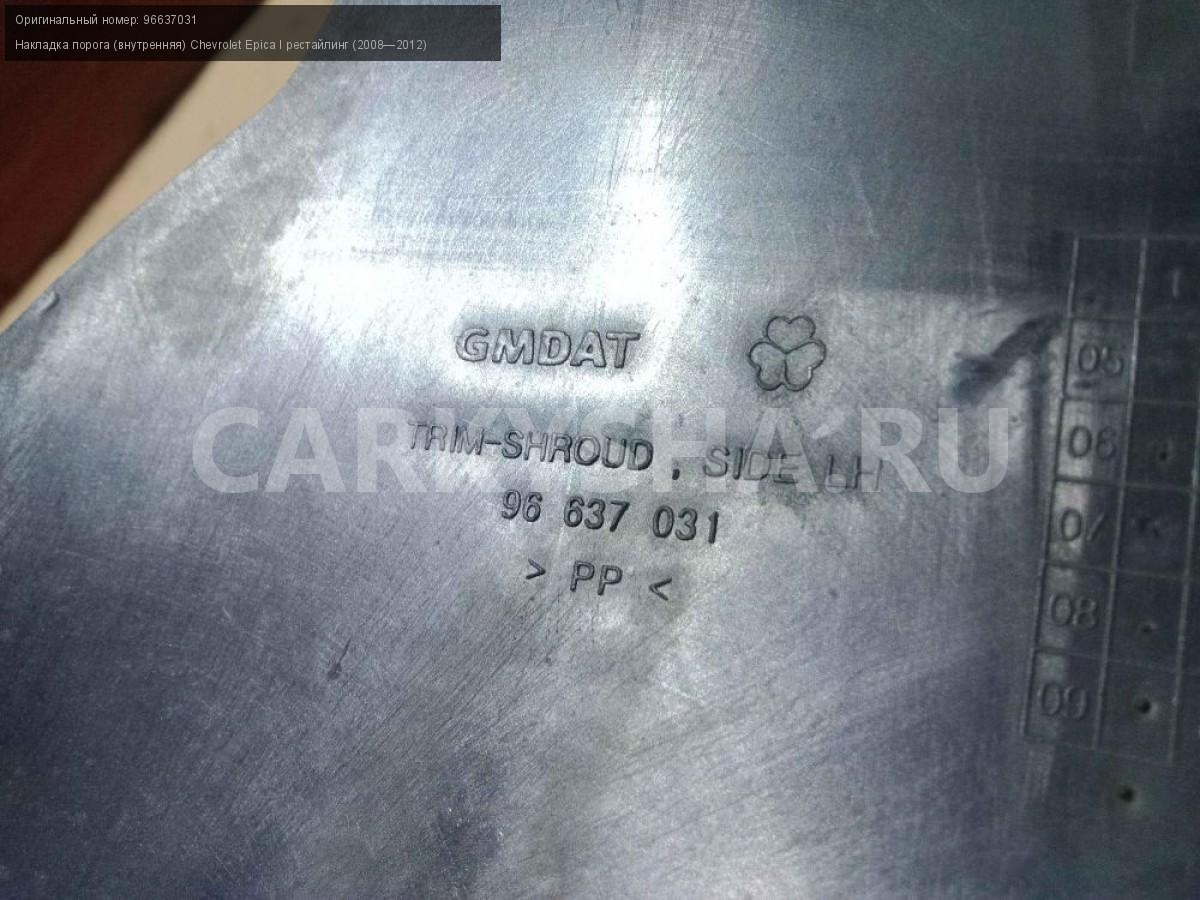 Оригинальный номер: 96637031
Накладка порога (внутренняя) Chevrolet Epica I рестайлинг (2008—2012)
GMDAT
TRIM-SHROUD , SIDE LH
CARKYSHA.RU
96 637 031
> PP <
05
06
07
08
09